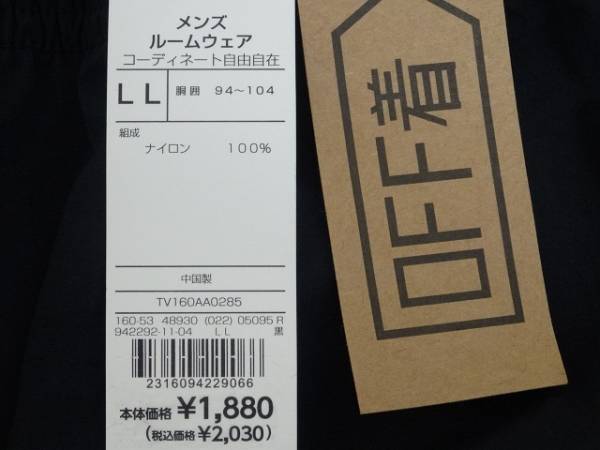 メンズ
ルームウェア
コーディネート自由自在
LL 胴囲 94～104
組成
ナイロン 100%
中国製
TV160AA0285
160-53 48930 (022) 05095 R
942292-11-04 LL 黒
2316094229066
本体価格 ¥1,880
(税込価格¥2,030)
OFF着